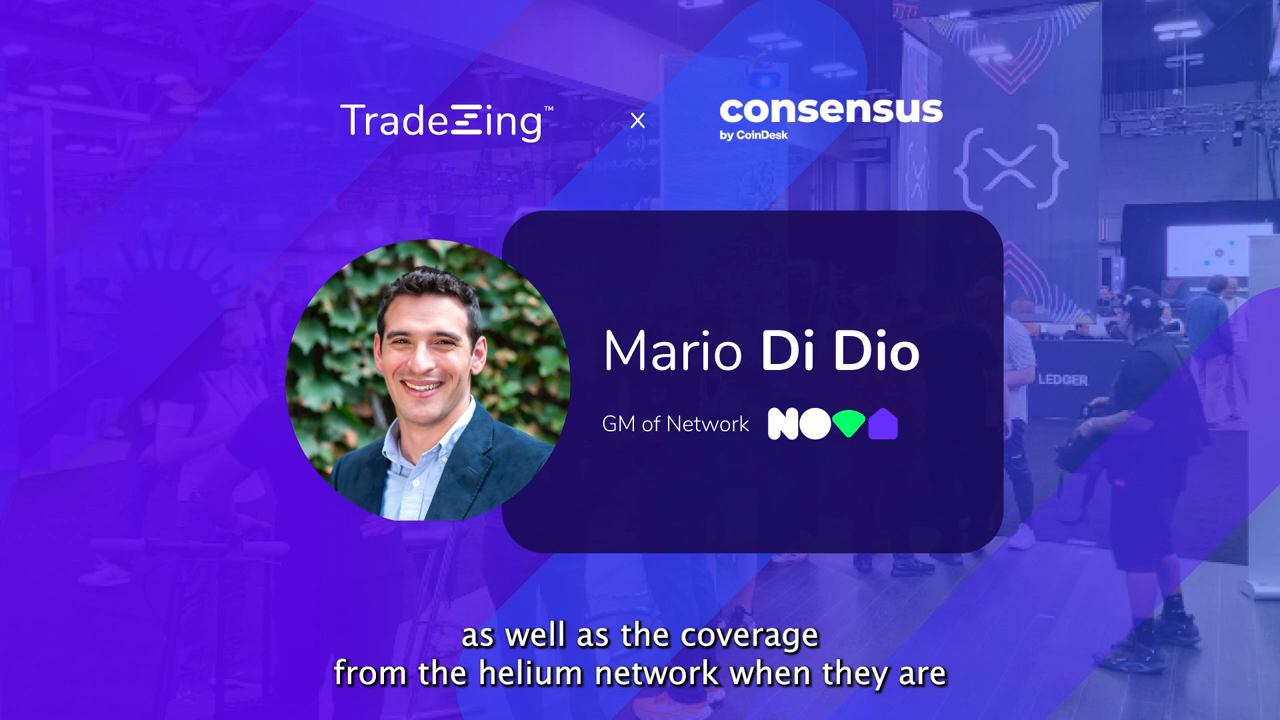 TradeZing™ x consensus
by CoinDesk
Mario Di Dio
GM of Network NOVA
LEDGER
as well as the coverage
from the helium network when they are